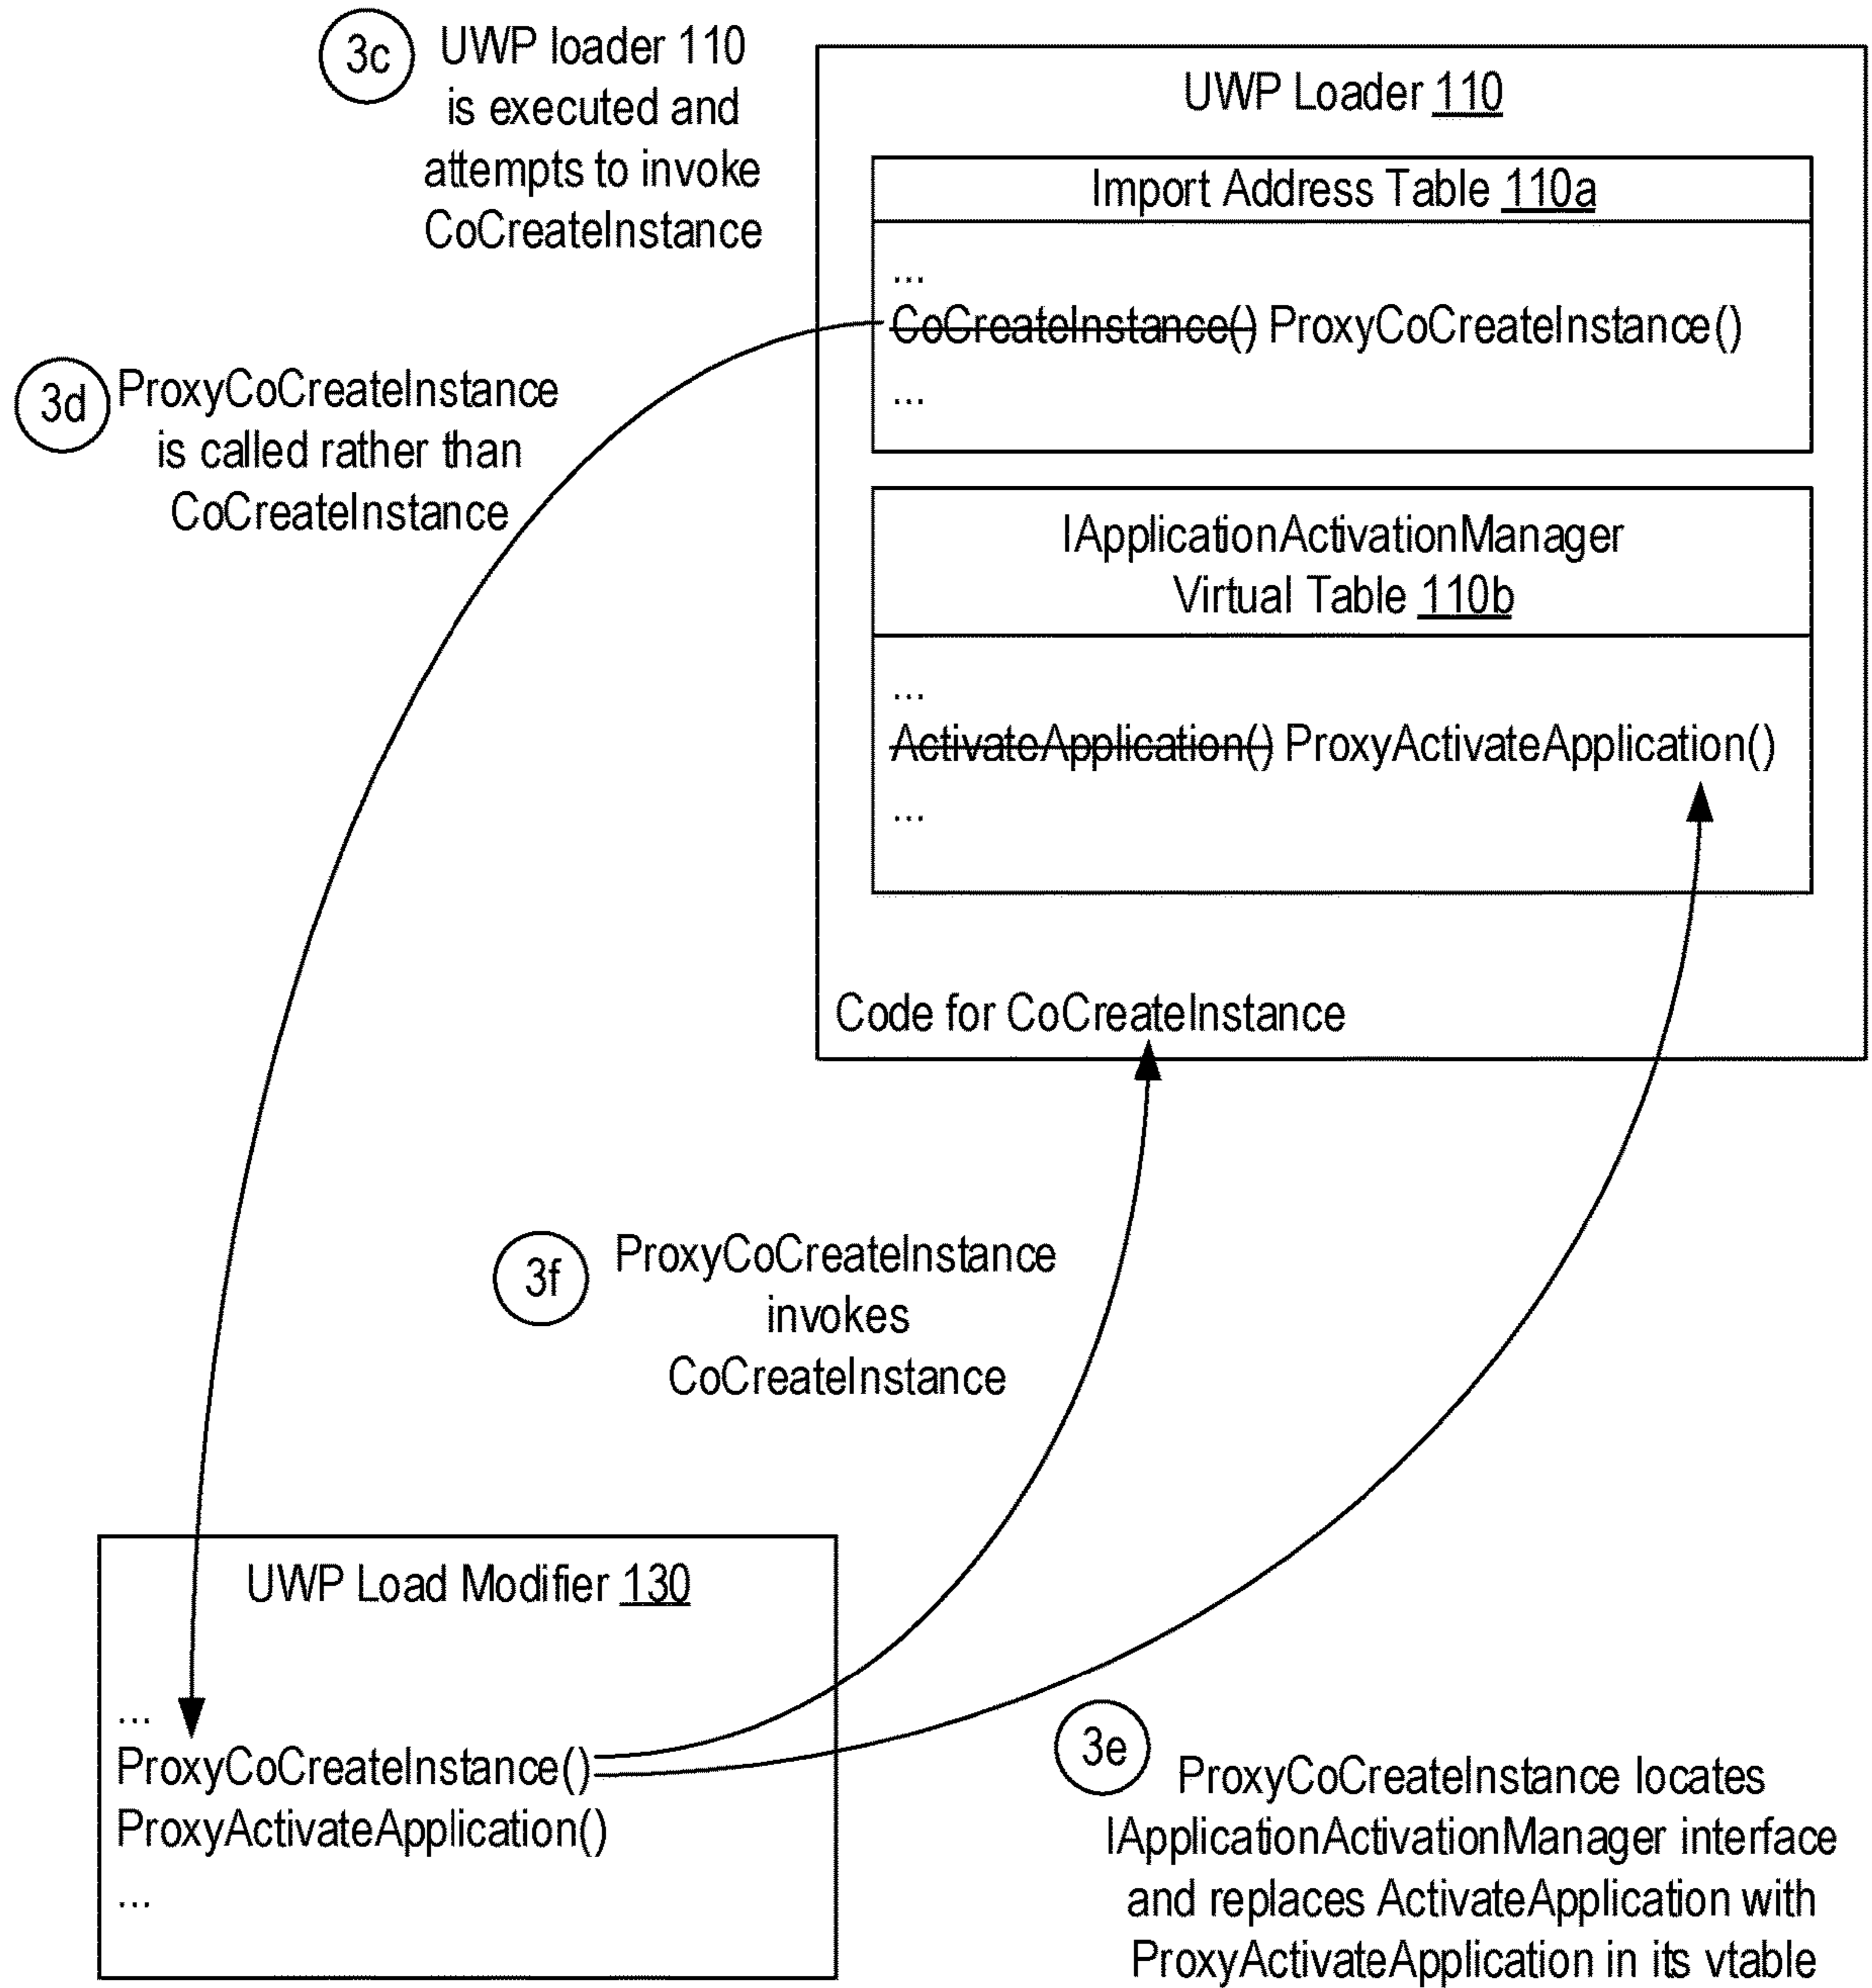 3c
UWP loader 110
is executed and
attempts to invoke
CoCreateInstance
UWP Loader 110
Import Address Table 110a
...
CoCreateInstance() ProxyCoCreateInstance()
...
3d
ProxyCoCreateInstance
is called rather than
CoCreateInstance
IApplicationActivationManager
Virtual Table 110b
...
ActivateApplication() ProxyActivateApplication()
...
Code for CoCreateInstance
3f
ProxyCoCreateInstance
invokes
CoCreateInstance
UWP Load Modifier 130
...
ProxyCoCreateInstance()
ProxyActivateApplication()
...
3e
ProxyCoCreateInstance locates
IApplicationActivationManager interface
and replaces ActivateApplication with
ProxyActivateApplication in its vtable